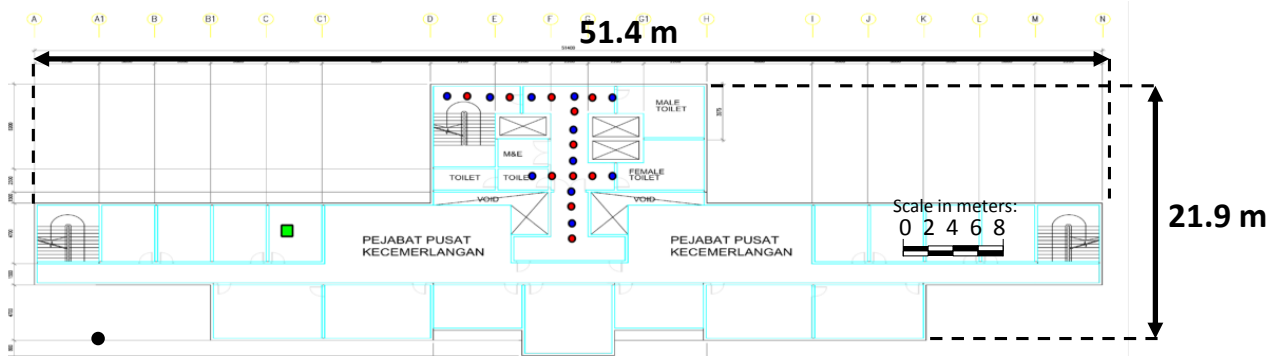 A A1 B B1 C C1 D E F G G1 H I J K L M N
51.4 m
MALE
TOILET
M&E
TOILET
TOILE
FEMALE
TOILET
VOID
VOID
Scale in meters:
0 2 4 6 8
21.9 m
PEJABAT PUSAT
KECEMERLANGAN
PEJABAT PUSAT
KECEMERLANGAN